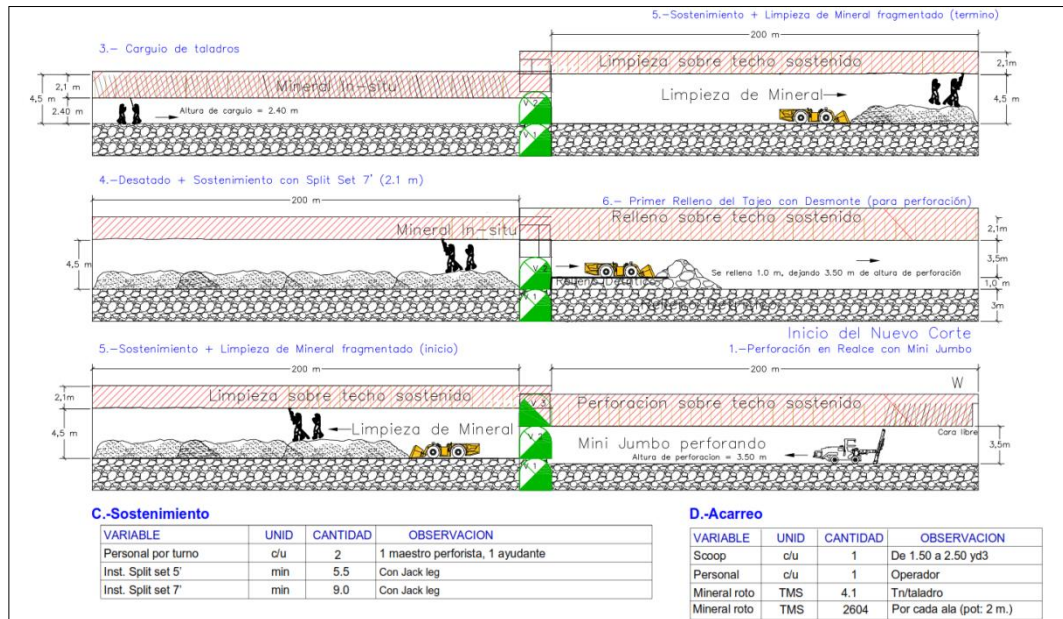 5.-Sostenimiento + Limpieza de Mineral fragmentado (termino)
200 m
3.- Carguio de taladros
Limpieza sobre techo sostenido
2,1m
Mineral In-situ
2,1 m
4,5 m
2.40 m
Altura de carguio = 2.40 m
V 2
V 1
Limpieza de Mineral
4,5 m
4.-Desatado + Sostenimiento con Split Set 7' (2.1 m)
200 m
6.- Primer Relleno del Tajeo con Desmonte (para perforación)
Relleno sobre techo sostenido
2,1m
Mineral In-situ
4,5 m
V 2
V 1
3,5m
Se rellena 1.0 m, dejando 3.50 m de altura de perforación
1,0 m
Relleno Detritico
Relleno Detritico
3m
Inicio del Nuevo Corte
5.-Sostenimiento + Limpieza de Mineral fragmentado (inicio)
1.-Perforación en Realce con Mini Jumbo
200 m
200 m
W
2,1m
Limpieza sobre techo sostenido
V 3
Perforacion sobre techo sostenido
Cara libre
4,5 m
Limpieza de Mineral
V 2
V 1
Mini Jumbo perforando
Altura de perforacion = 3.50 m
3,5m
C.-Sostenimiento
VARIABLE UNID CANTIDAD OBSERVACION
Personal por turno c/u 2 1 maestro perforista, 1 ayudante
Inst. Split set 5' min 5.5 Con Jack leg
Inst. Split set 7' min 9.0 Con Jack leg
D.-Acarreo
VARIABLE UNID CANTIDAD OBSERVACION
Scoop c/u 1 De 1.50 a 2.50 yd3
Personal c/u 1 Operador
Mineral roto TMS 4.1 Tn/taladro
Mineral roto TMS 2604 Por cada ala (pot: 2 m.)